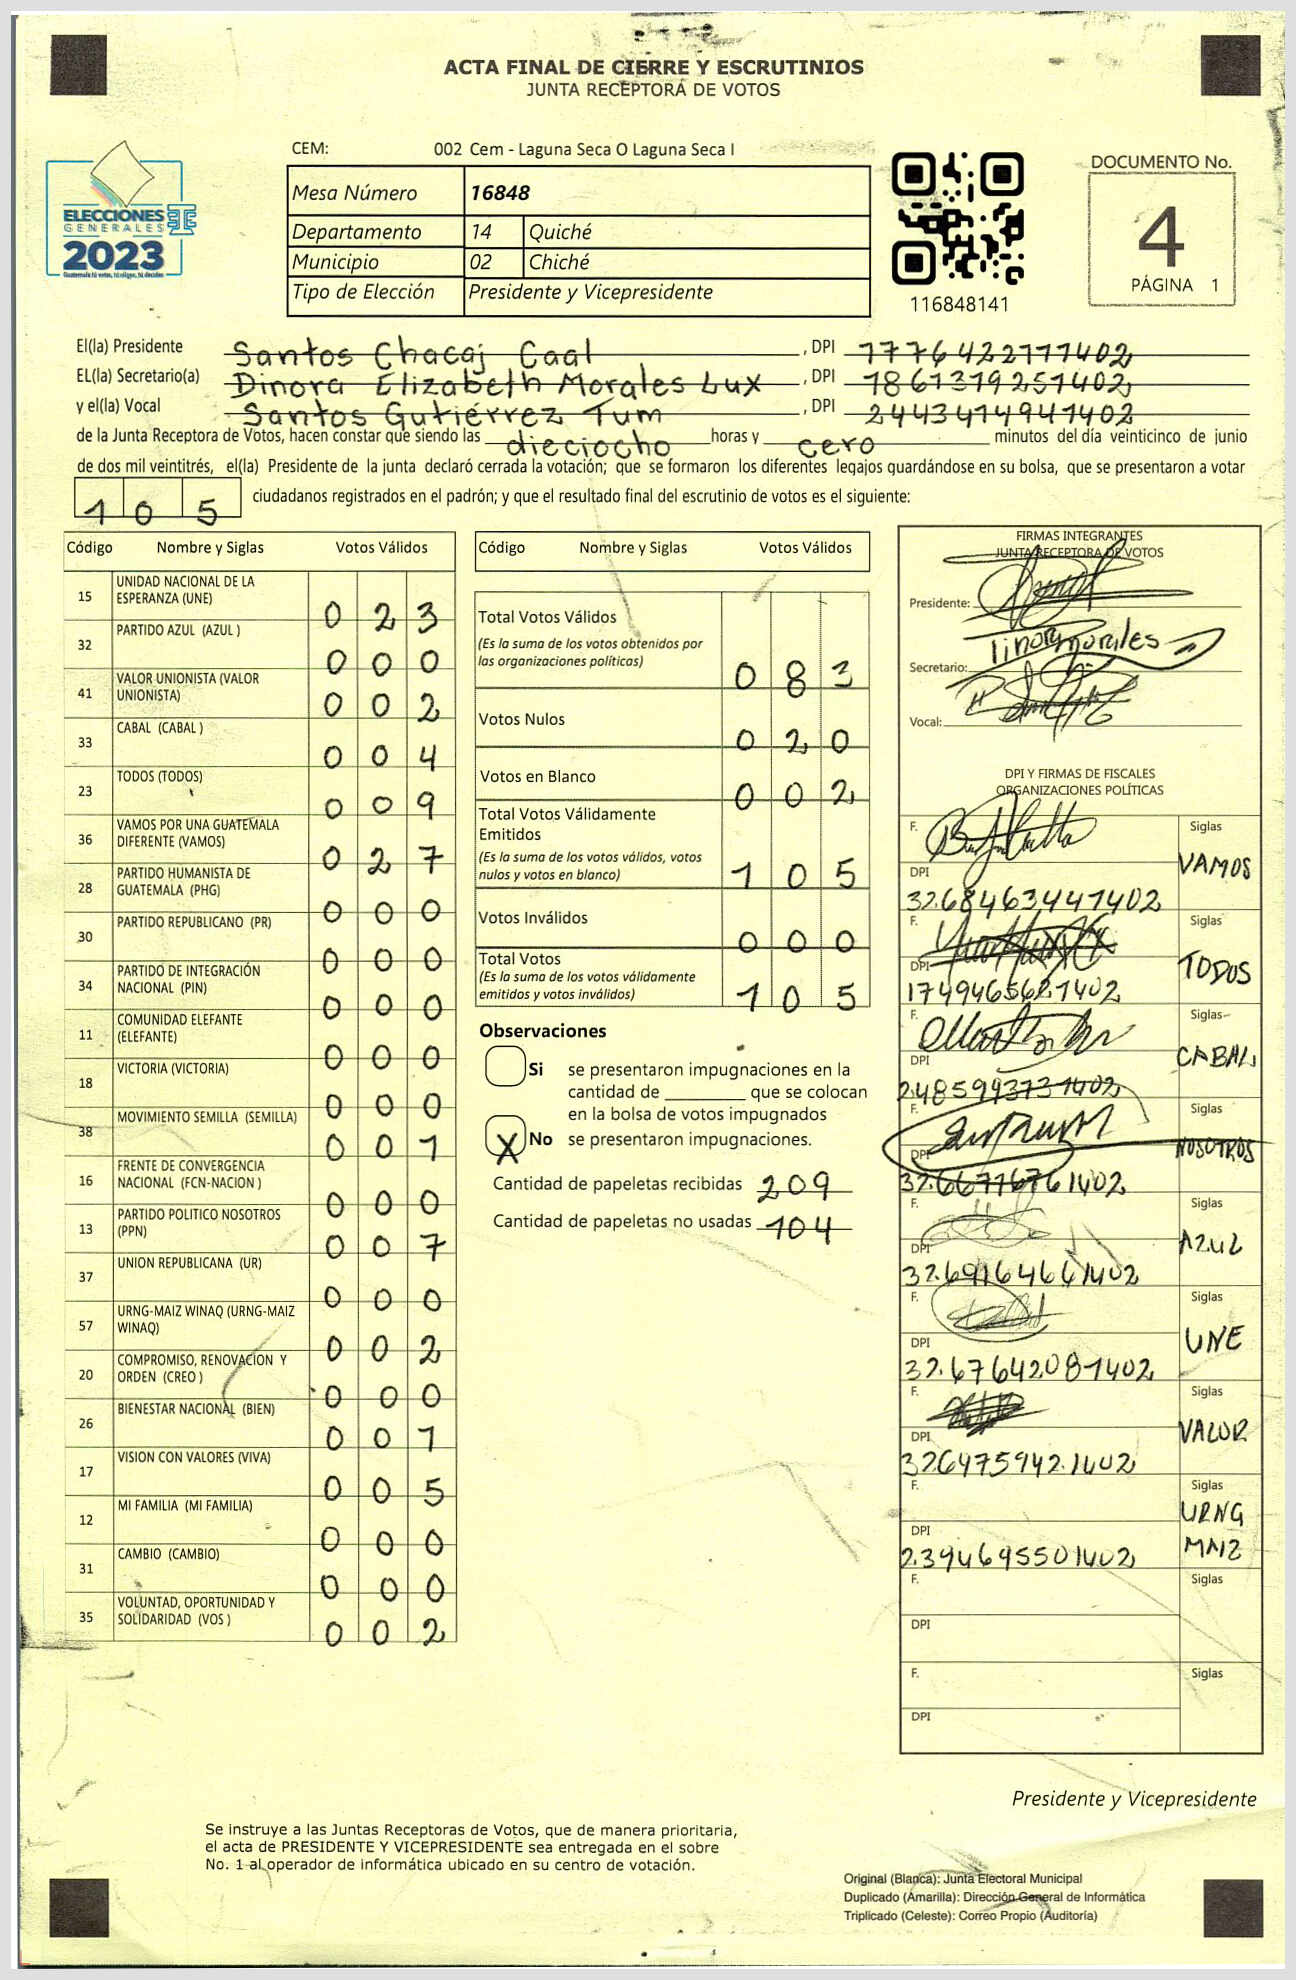 ACTA FINAL DE CIERRE Y ESCRUTINIOS
JUNTA RECEPTORA DE VOTOS
ELECCIONES
GENERALES
2023
Guatemala tú votas, tú eliges, tú decides
CEM: 002 Cem - Laguna Seca O Laguna Seca I
Mesa Número 16848
Departamento 14 Quiché
Municipio 02 Chiché
Tipo de Elección Presidente y Vicepresidente
116848141
DOCUMENTO No.
4
PÁGINA 1
El(la) Presidente Santos Chacaj Caal , DPI 1776422771402
EL(la) Secretario(a) Dinora Elizabeth Morales Lux , DPI 1861319251402
y el(la) Vocal Santos Gutiérrez Tum , DPI 2443414941402
de la Junta Receptora de Votos, hacen constar que siendo las dieciocho horas y cero minutos del día veinticinco de junio
de dos mil veintitrés, el(la) Presidente de la junta declaró cerrada la votación; que se formaron los diferentes legajos guardándose en su bolsa, que se presentaron a votar
1 0 5 ciudadanos registrados en el padrón; y que el resultado final del escrutinio de votos es el siguiente:
Código Nombre y Siglas Votos Válidos
15 UNIDAD NACIONAL DE LA ESPERANZA (UNE) 0 2 3
32 PARTIDO AZUL (AZUL ) 0 0 0
41 VALOR UNIONISTA (VALOR UNIONISTA) 0 0 2
33 CABAL (CABAL ) 0 0 4
23 TODOS (TODOS) 0 0 9
36 VAMOS POR UNA GUATEMALA DIFERENTE (VAMOS) 0 2 7
28 PARTIDO HUMANISTA DE GUATEMALA (PHG) 0 0 0
30 PARTIDO REPUBLICANO (PR) 0 0 0
34 PARTIDO DE INTEGRACIÓN NACIONAL (PIN) 0 0 0
11 COMUNIDAD ELEFANTE (ELEFANTE) 0 0 0
18 VICTORIA (VICTORIA) 0 0 0
38 MOVIMIENTO SEMILLA (SEMILLA) 0 0 1
16 FRENTE DE CONVERGENCIA NACIONAL (FCN-NACION ) 0 0 0
13 PARTIDO POLITICO NOSOTROS (PPN) 0 0 7
37 UNION REPUBLICANA (UR) 0 0 0
57 URNG-MAIZ WINAQ (URNG-MAIZ WINAQ) 0 0 2
20 COMPROMISO, RENOVACION Y ORDEN (CREO ) 0 0 0
26 BIENESTAR NACIONAL (BIEN) 0 0 1
17 VISION CON VALORES (VIVA) 0 0 5
12 MI FAMILIA (MI FAMILIA) 0 0 0
31 CAMBIO (CAMBIO) 0 0 0
35 VOLUNTAD, OPORTUNIDAD Y SOLIDARIDAD (VOS ) 0 0 2
Código Nombre y Siglas Votos Válidos
Total Votos Válidos
(Es la suma de los votos obtenidos por
las organizaciones políticas) 0 8 3
Votos Nulos 0 2 0
Votos en Blanco 0 0 2
Total Votos Válidamente
Emitidos
(Es la suma de los votos válidos, votos
nulos y votos en blanco) 1 0 5
Votos Inválidos 0 0 0
Total Votos
(Es la suma de los votos válidamente
emitidos y votos inválidos) 1 0 5
Observaciones
Si se presentaron impugnaciones en la
cantidad de ________ que se colocan
en la bolsa de votos impugnados
X No se presentaron impugnaciones.
Cantidad de papeletas recibidas 209
Cantidad de papeletas no usadas 104
FIRMAS INTEGRANTES
JUNTA RECEPTORA DE VOTOS
Presidente:
Secretario: Dinora Morales
Vocal:
DPI Y FIRMAS DE FISCALES
ORGANIZACIONES POLÍTICAS
F. Siglas VAMOS
DPI 3268463441402
F. Siglas TODOS
DPI 1749465621402
F. Siglas CABAL
DPI 2485993731402
F. Siglas NOSOTROS
DPI 3266771671402
F. Siglas AZUL
DPI 3269164661402
F. Siglas UNE
DPI 3267642081402
F. Siglas VALOR
DPI 3264759421402
F. Siglas URNG MAIZ
DPI 2394695501402
F. Siglas
DPI
F. Siglas
DPI
Presidente y Vicepresidente
Se instruye a las Juntas Receptoras de Votos, que de manera prioritaria,
el acta de PRESIDENTE Y VICEPRESIDENTE sea entregada en el sobre
No. 1 al operador de informática ubicado en su centro de votación.
Original (Blanca): Junta Electoral Municipal
Duplicado (Amarilla): Dirección General de Informática
Triplicado (Celeste): Correo Propio (Auditoría)